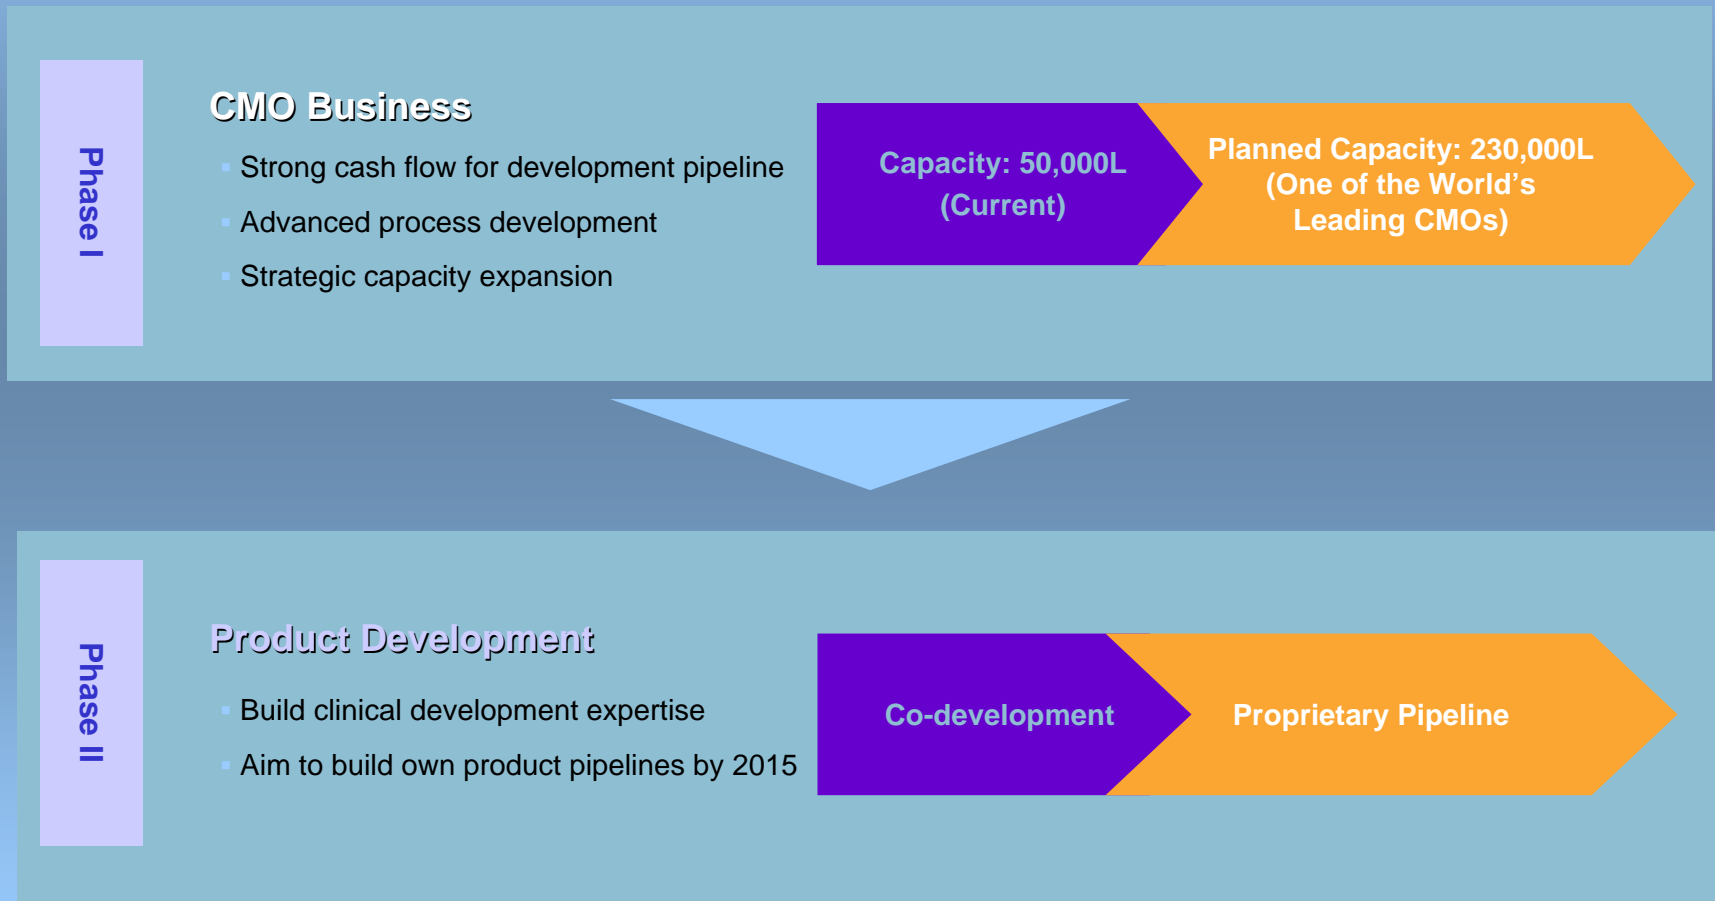 Phase I
CMO Business
Strong cash flow for development pipeline
Advanced process development
Strategic capacity expansion
Capacity: 50,000L
(Current)
Planned Capacity: 230,000L
(One of the World’s
Leading CMOs)
Phase II
Product Development
Build clinical development expertise
Aim to build own product pipelines by 2015
Co-development
Proprietary Pipeline